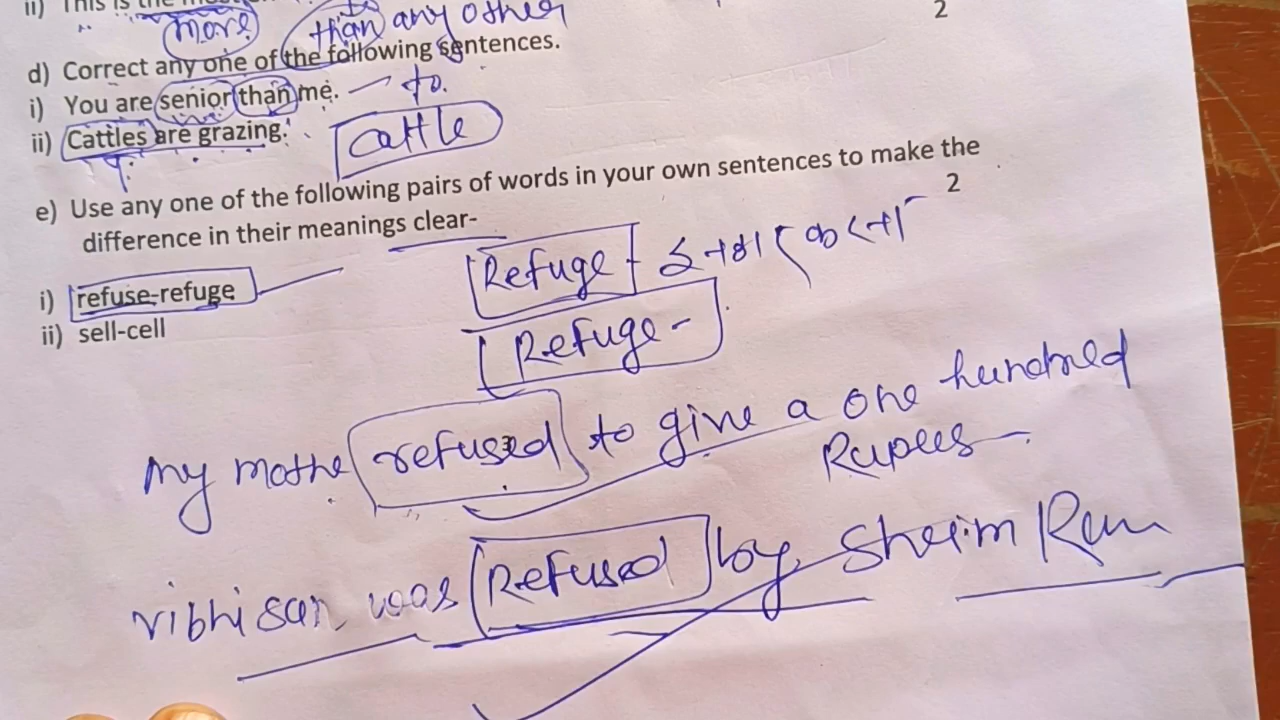 ii) This is the
more than any other
2
d) Correct any one of the following sentences.
i) You are senior than me. — to.
ii) Cattles are grazing. Cattle
e) Use any one of the following pairs of words in your own sentences to make the
difference in their meanings clear-
2
i) refuse-refuge
Refuge -
ii) sell-cell
Refuge -
My mothe refused to give a one hundred
Rupees
vibhisan was Refused by